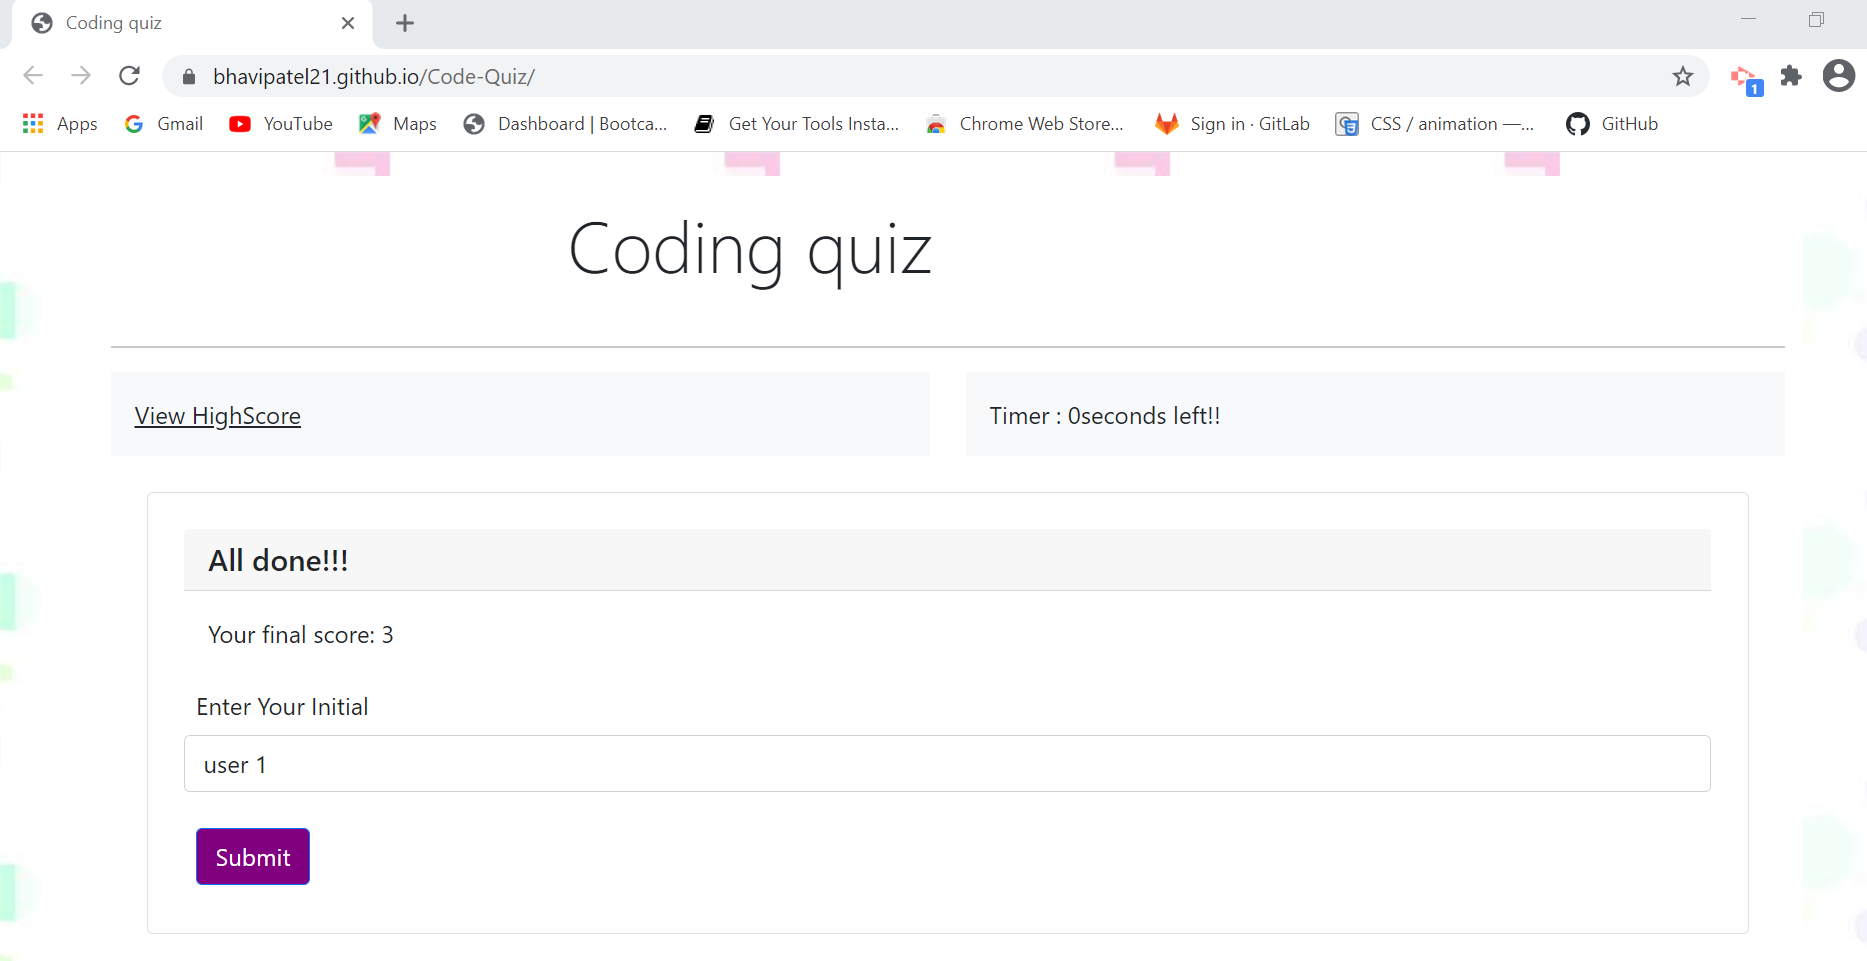 Coding quiz
bhavipatel21.github.io/Code-Quiz/
1
Apps Gmail YouTube Maps Dashboard | Bootca... Get Your Tools Insta... Chrome Web Store... Sign in · GitLab CSS / animation —... GitHub
Coding quiz
View HighScore
Timer : 0seconds left!!
All done!!!
Your final score: 3
Enter Your Initial
user 1
Submit